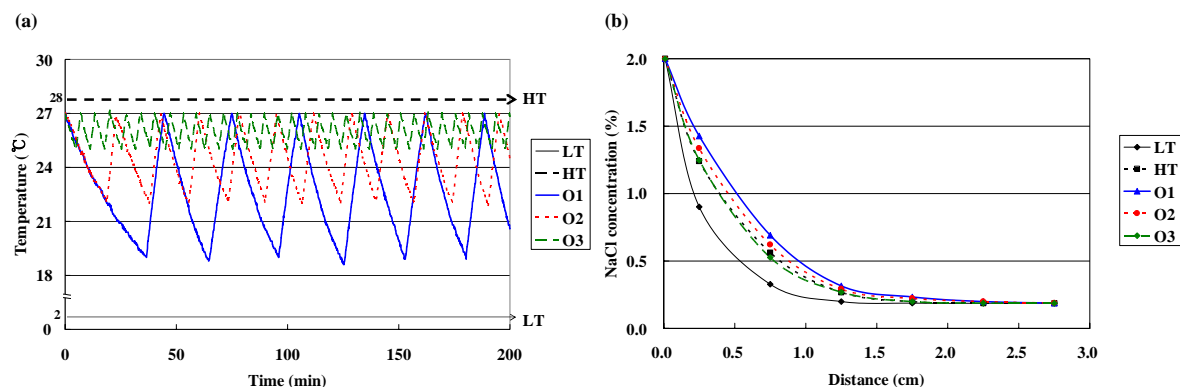 (a)
30
27
24
21
18
0
28
2
HT
LT
0
50
100
150
200
Temperature (℃)
Time (min)
LT
HT
O1
O2
O3
(b)
2.0
1.5
1.0
0.5
0.0
0.0
0.5
1.0
1.5
2.0
2.5
3.0
NaCl concentration (%)
Distance (cm)
LT
HT
O1
O2
O3